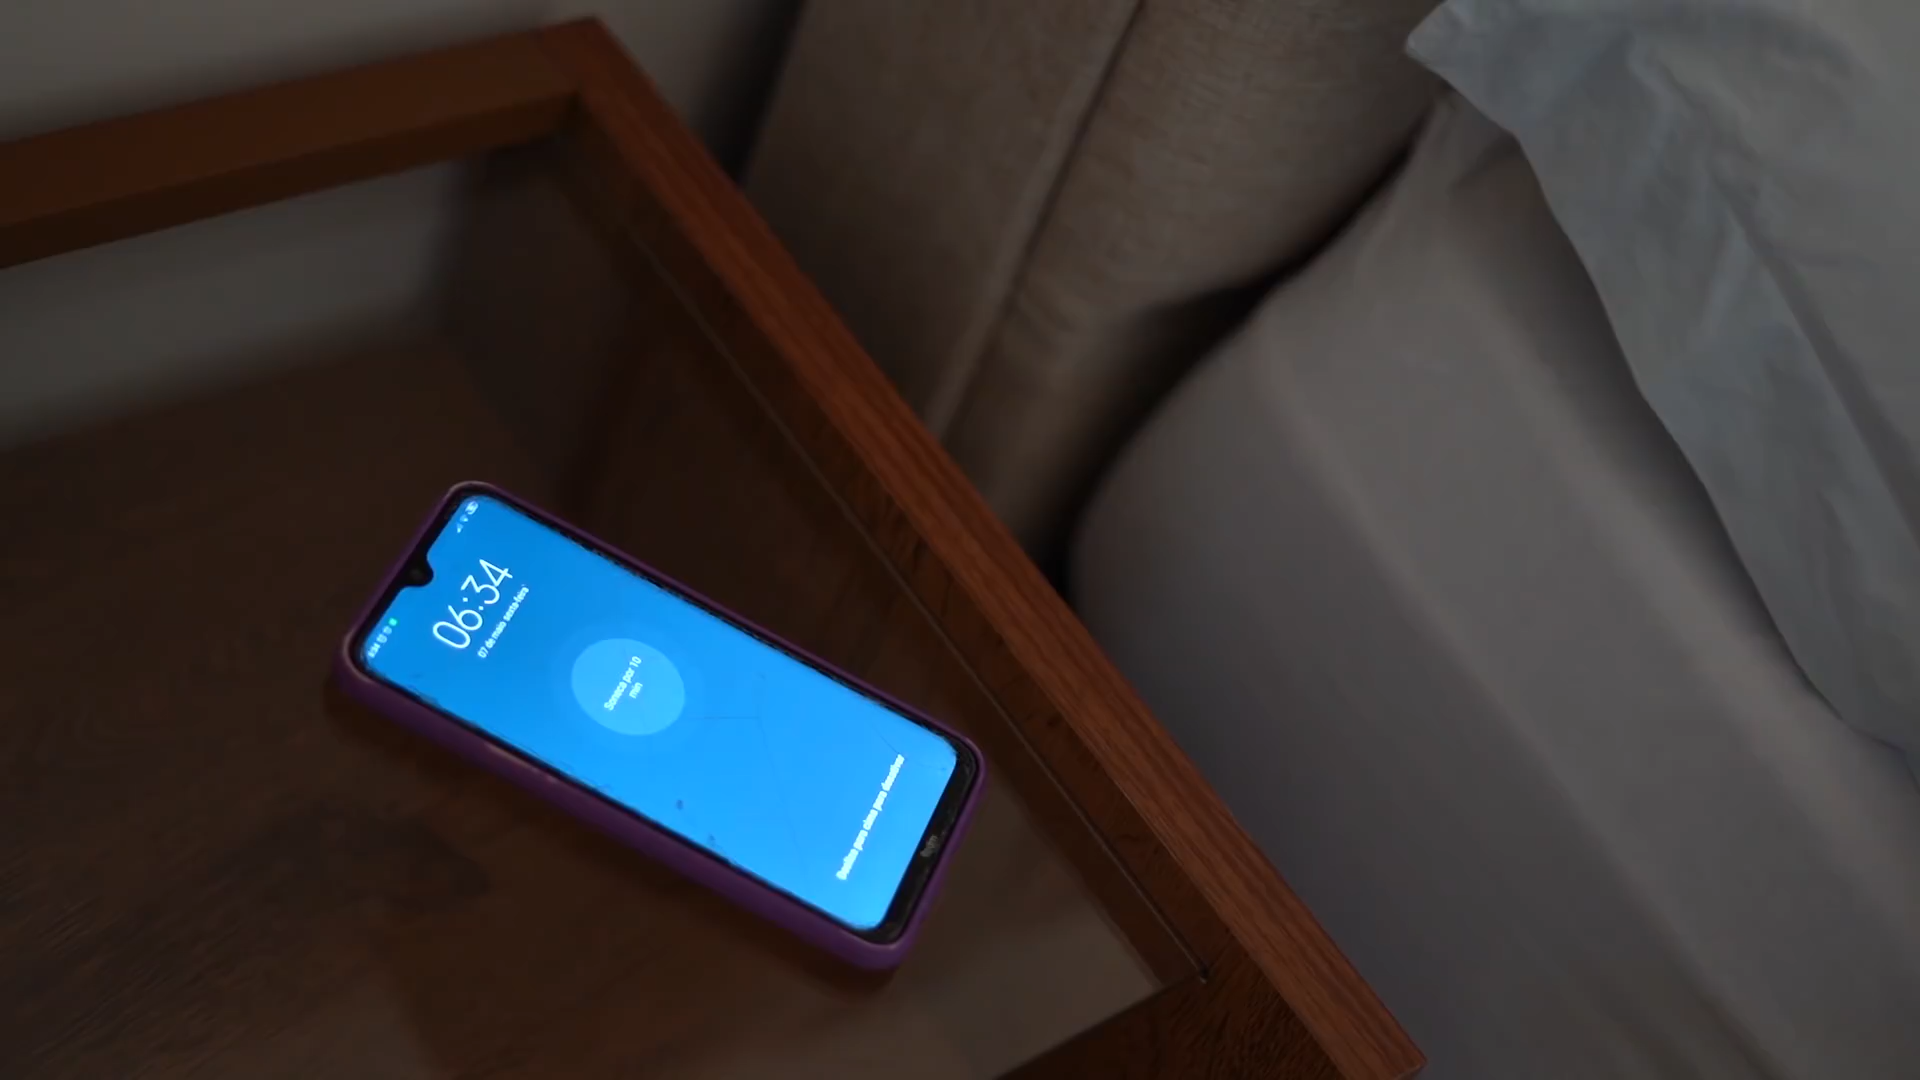 06:34
07 de maio sexta-feira
Soneca por 10
min
Deslize para cima para desativar